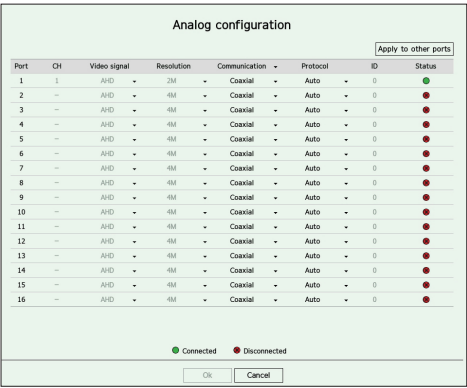 Analog configuration
Apply to other ports
Port CH Video signal Resolution Communication Protocol ID Status
1 1 AHD 2M Coaxial Auto 0
2 — AHD 4M Coaxial Auto 0
3 — AHD 4M Coaxial Auto 0
4 — AHD 4M Coaxial Auto 0
5 — AHD 4M Coaxial Auto 0
6 — AHD 4M Coaxial Auto 0
7 — AHD 4M Coaxial Auto 0
8 — AHD 4M Coaxial Auto 0
9 — AHD 4M Coaxial Auto 0
10 — AHD 4M Coaxial Auto 0
11 — AHD 4M Coaxial Auto 0
12 — AHD 4M Coaxial Auto 0
13 — AHD 4M Coaxial Auto 0
14 — AHD 4M Coaxial Auto 0
15 — AHD 4M Coaxial Auto 0
16 — AHD 4M Coaxial Auto 0
Connected Disconnected
Ok Cancel